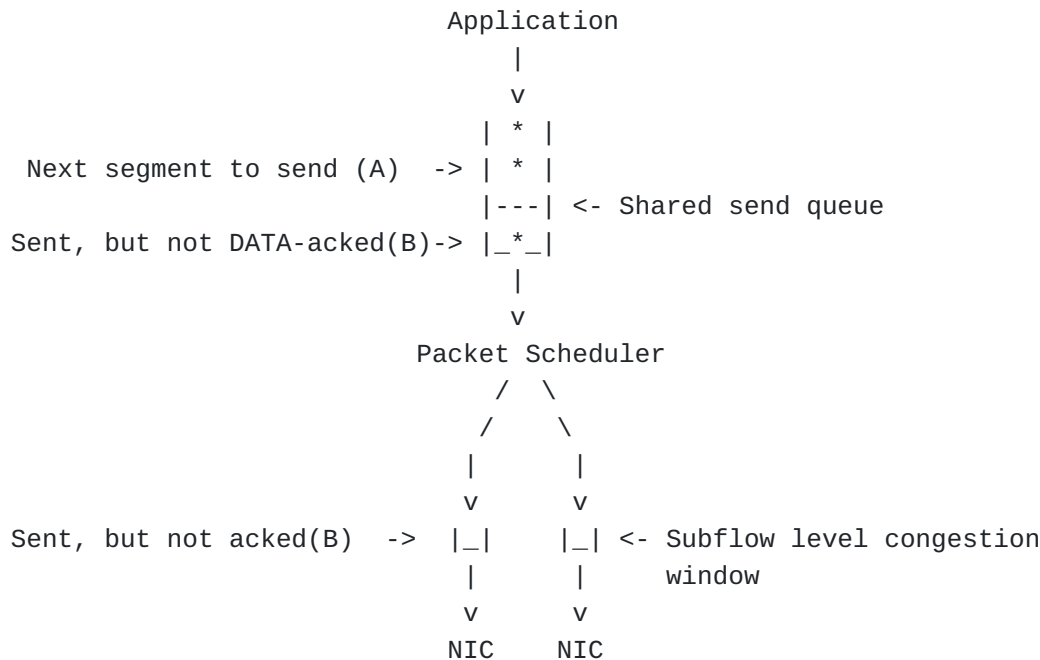 Application
|
v
| * |
Next segment to send (A) -> | * |
|---| <- Shared send queue
Sent, but not DATA-acked(B)-> |_*_|
|
v
Packet Scheduler
/ \
/ \
| |
v v
Sent, but not acked(B) -> |_| |_| <- Subflow level congestion
| | window
v v
NIC NIC